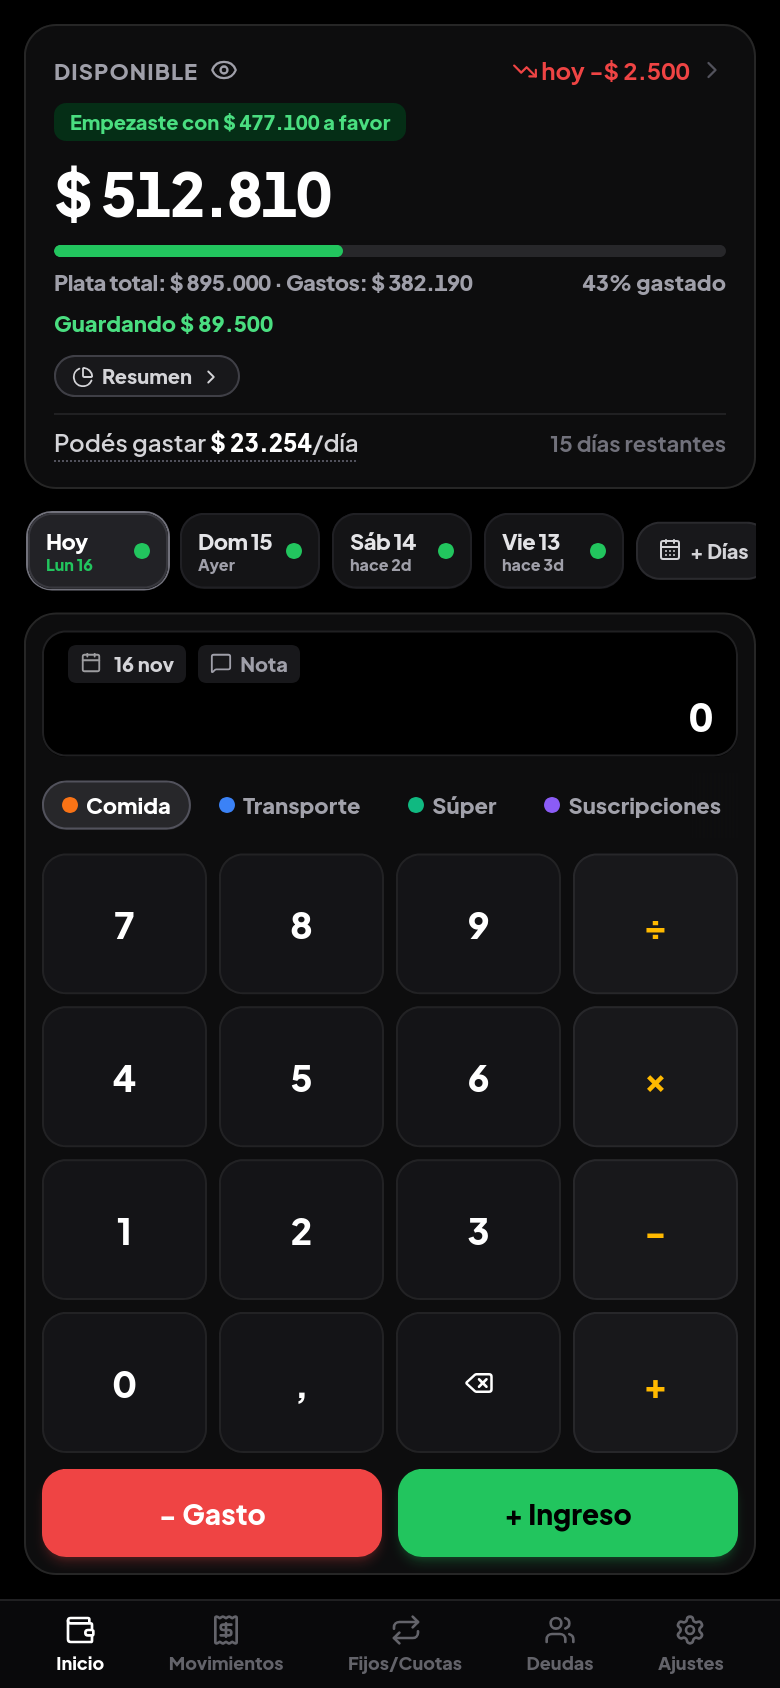 DISPONIBLE
hoy -$ 2.500
Empezaste con $ 477.100 a favor
$ 512.810
Plata total: $ 895.000 · Gastos: $ 382.190
43% gastado
Guardando $ 89.500
Resumen
Podés gastar $ 23.254/día
15 días restantes
Hoy
Lun 16
Dom 15
Ayer
Sáb 14
hace 2d
Vie 13
hace 3d
+ Días
16 nov
Nota
0
Comida
Transporte
Súper
Suscripciones
7 8 9 ÷
4 5 6 ×
1 2 3 −
0 , +
− Gasto
+ Ingreso
Inicio
Movimientos
Fijos/Cuotas
Deudas
Ajustes